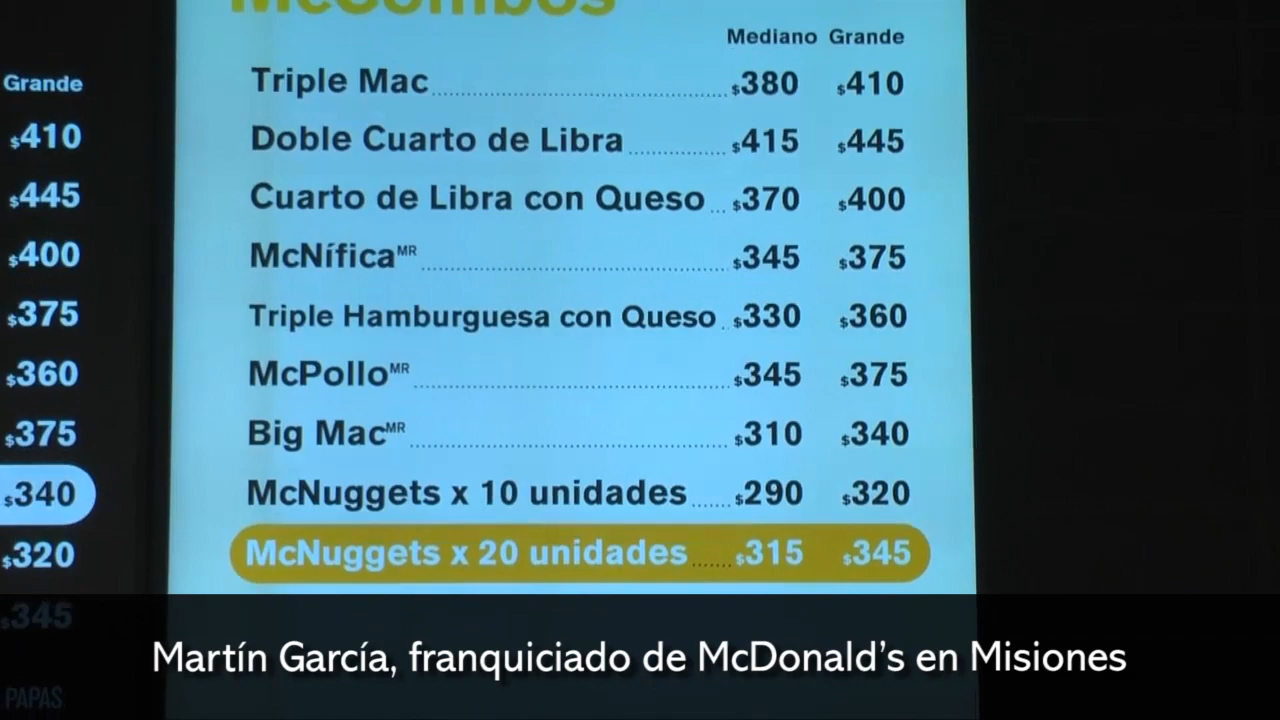 McCombos
Mediano Grande
Triple Mac $380 $410
Doble Cuarto de Libra $415 $445
Cuarto de Libra con Queso $370 $400
McNífica MR $345 $375
Triple Hamburguesa con Queso $330 $360
McPollo MR $345 $375
Big Mac MR $310 $340
McNuggets x 10 unidades $290 $320
McNuggets x 20 unidades $315 $345
Grande
$410
$445
$400
$375
$360
$375
$340
$320
$345
PAPAS
Martín García, franquiciado de McDonald's en Misiones